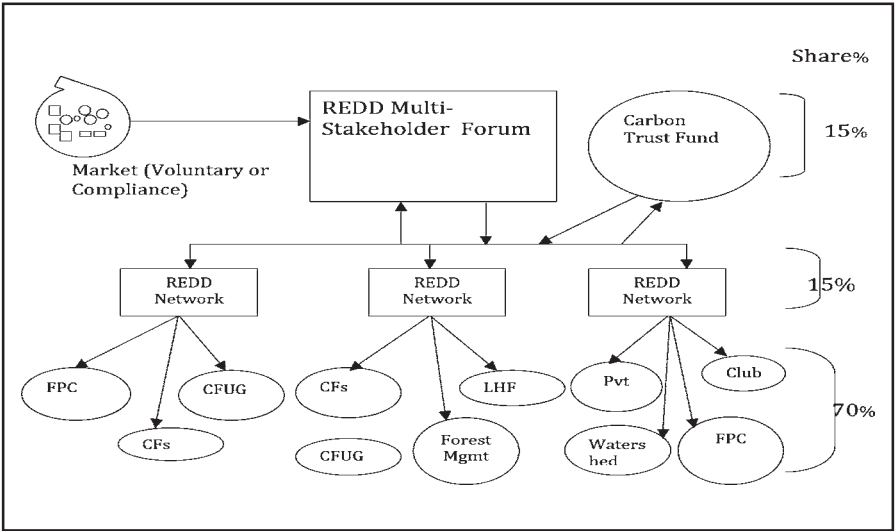 Share%
REDD Multi-
Stakeholder Forum
Carbon
Trust Fund
15%
Market (Voluntary or
Compliance)
REDD
Network
REDD
Network
REDD
Network
15%
FPC
CFUG
CFs
CFs
LHF
CFUG
Forest
Mgmt
Pvt
Club
Waters
hed
FPC
70%